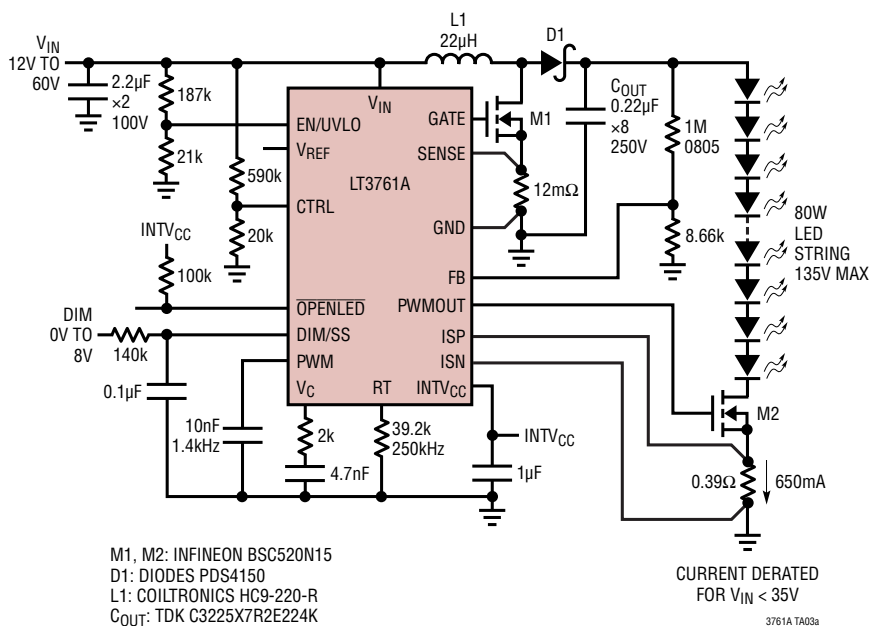 V_IN
12V TO
60V
2.2µF
×2
100V
187k
21k
590k
20k
INTV_CC
100k
DIM
0V TO
8V
140k
0.1µF
10nF
1.4kHz
2k
4.7nF
39.2k
250kHz
INTV_CC
1µF
V_IN
EN/UVLO
V_REF
CTRL
OPENLED
DIM/SS
PWM
V_C
RT
LT3761A
GATE
SENSE
GND
FB
PWMOUT
ISP
ISN
INTV_CC
L1
22µH
D1
M1
12mΩ
C_OUT
0.22µF
×8
250V
1M
0805
8.66k
80W
LED
STRING
135V MAX
M2
0.39Ω
650mA
M1, M2: INFINEON BSC520N15
D1: DIODES PDS4150
L1: COILTRONICS HC9-220-R
C_OUT: TDK C3225X7R2E224K
CURRENT DERATED
FOR V_IN < 35V
3761A TA03a